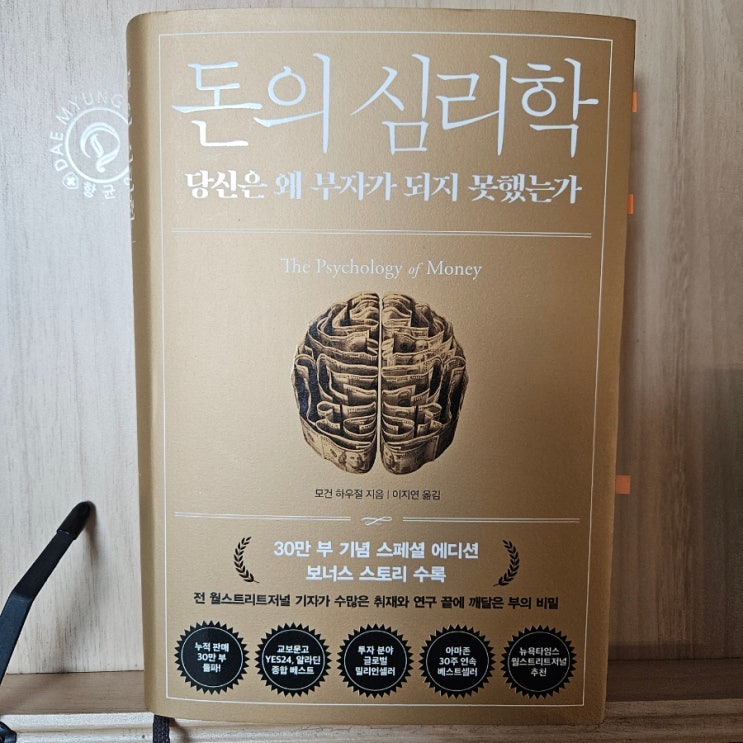 돈의 심리학
당신은 왜 부자가 되지 못했는가
The Psychology of Money
모건 하우절 지음 | 이지연 옮김
30만 부 기념 스페셜 에디션
보너스 스토리 수록
전 월스트리트저널 기자가 수많은 취재와 연구 끝에 깨달은 부의 비밀
누적 판매
30만 부
돌파!
교보문고
YES24, 알라딘
종합 베스트
투자 분야
글로벌
밀리언셀러
아마존
30주 연속
베스트셀러
뉴욕타임스
월스트리트저널
추천
DAE MYUNG
황균